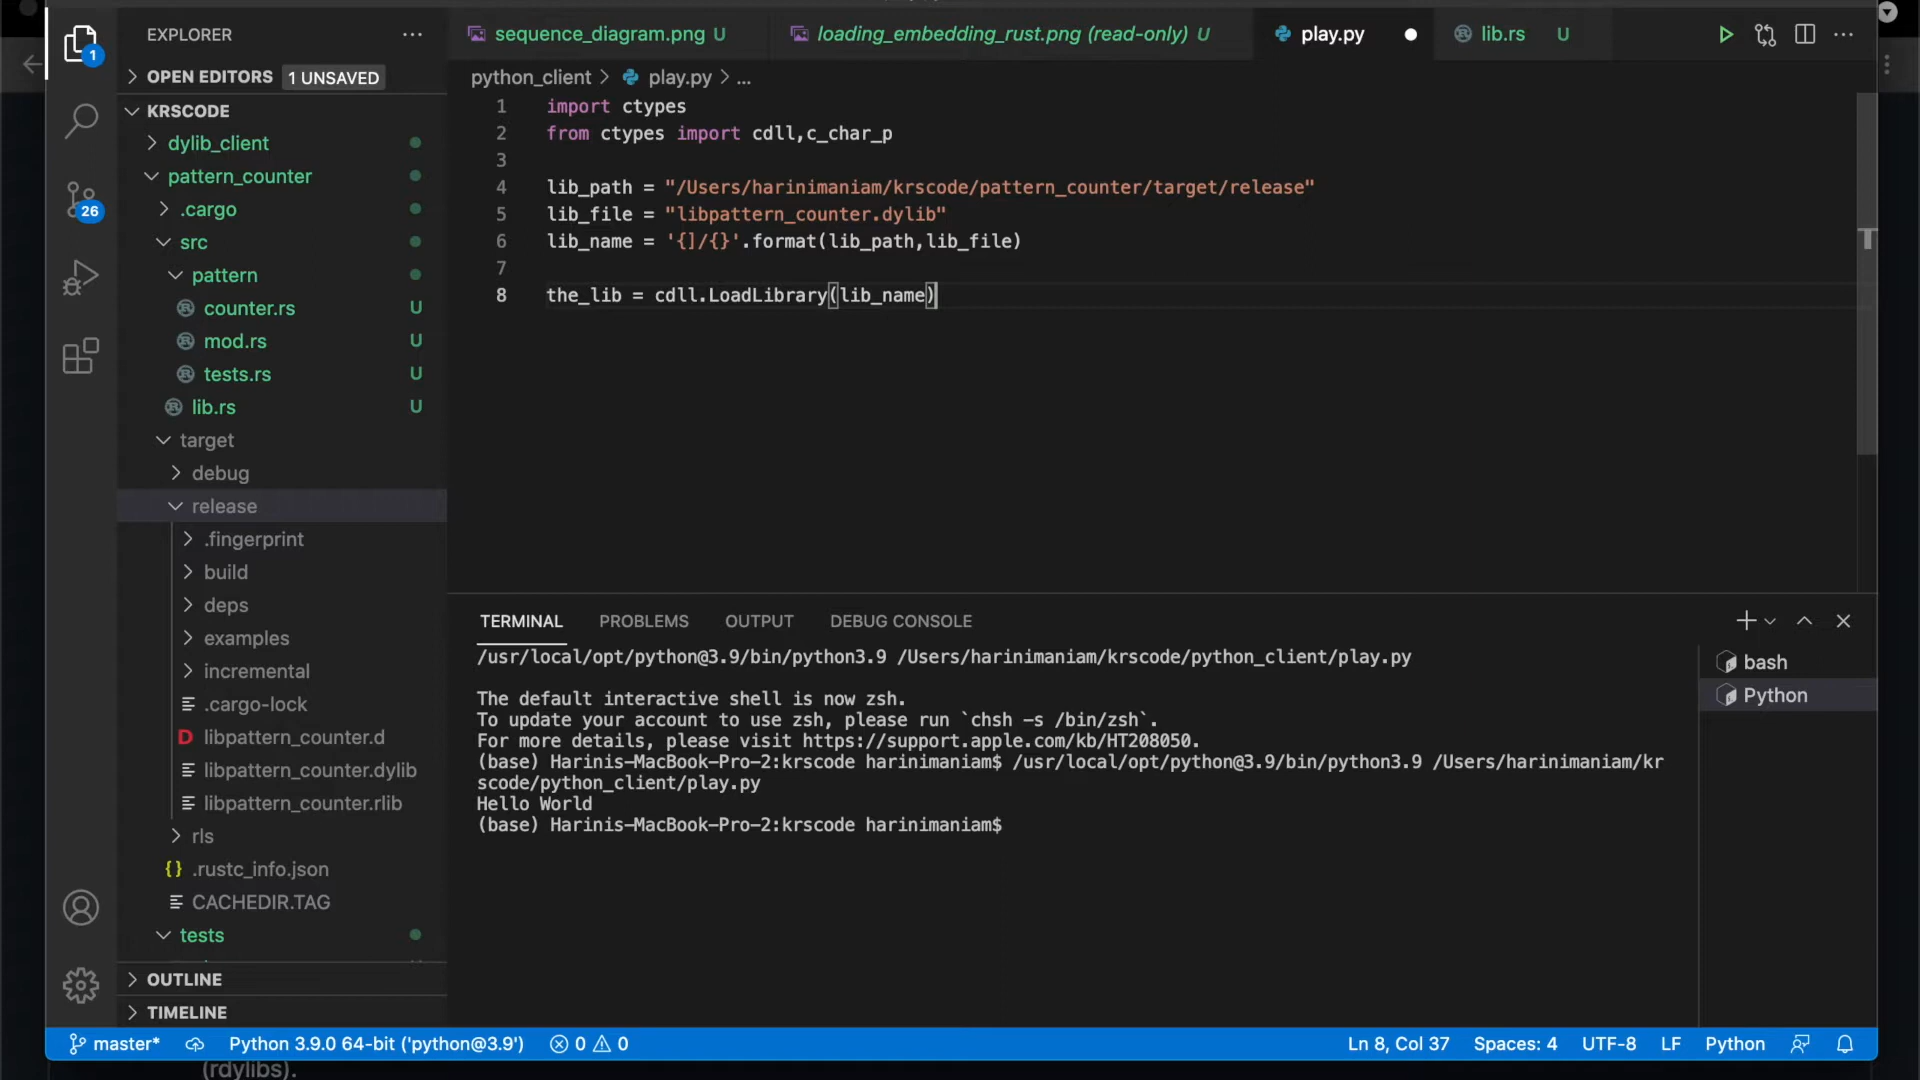 EXPLORER
OPEN EDITORS 1 UNSAVED
KRSCODE
dylib_client
pattern_counter
.cargo
src
pattern
counter.rs U
mod.rs U
tests.rs U
lib.rs U
target
debug
release
.fingerprint
build
deps
examples
incremental
.cargo-lock
D libpattern_counter.d
libpattern_counter.dylib
libpattern_counter.rlib
rls
{} .rustc_info.json
CACHEDIR.TAG
tests
OUTLINE
TIMELINE
1
26
sequence_diagram.png U
loading_embedding_rust.png (read-only) U
play.py
lib.rs U
python_client > play.py > ...
1 import ctypes
2 from ctypes import cdll,c_char_p
3
4 lib_path = "/Users/harinimaniam/krscode/pattern_counter/target/release"
5 lib_file = "libpattern_counter.dylib"
6 lib_name = '{]/{}'.format(lib_path,lib_file)
7
8 the_lib = cdll.LoadLibrary(lib_name)
TERMINAL PROBLEMS OUTPUT DEBUG CONSOLE
/usr/local/opt/python@3.9/bin/python3.9 /Users/harinimaniam/krscode/python_client/play.py
The default interactive shell is now zsh.
To update your account to use zsh, please run `chsh -s /bin/zsh`.
For more details, please visit https://support.apple.com/kb/HT208050.
(base) Harinis-MacBook-Pro-2:krscode harinimaniam$ /usr/local/opt/python@3.9/bin/python3.9 /Users/harinimaniam/kr
scode/python_client/play.py
Hello World
(base) Harinis-MacBook-Pro-2:krscode harinimaniam$
bash
Python
master* Python 3.9.0 64-bit ('python@3.9') 0 0 Ln 8, Col 37 Spaces: 4 UTF-8 LF Python
(rdylibs).